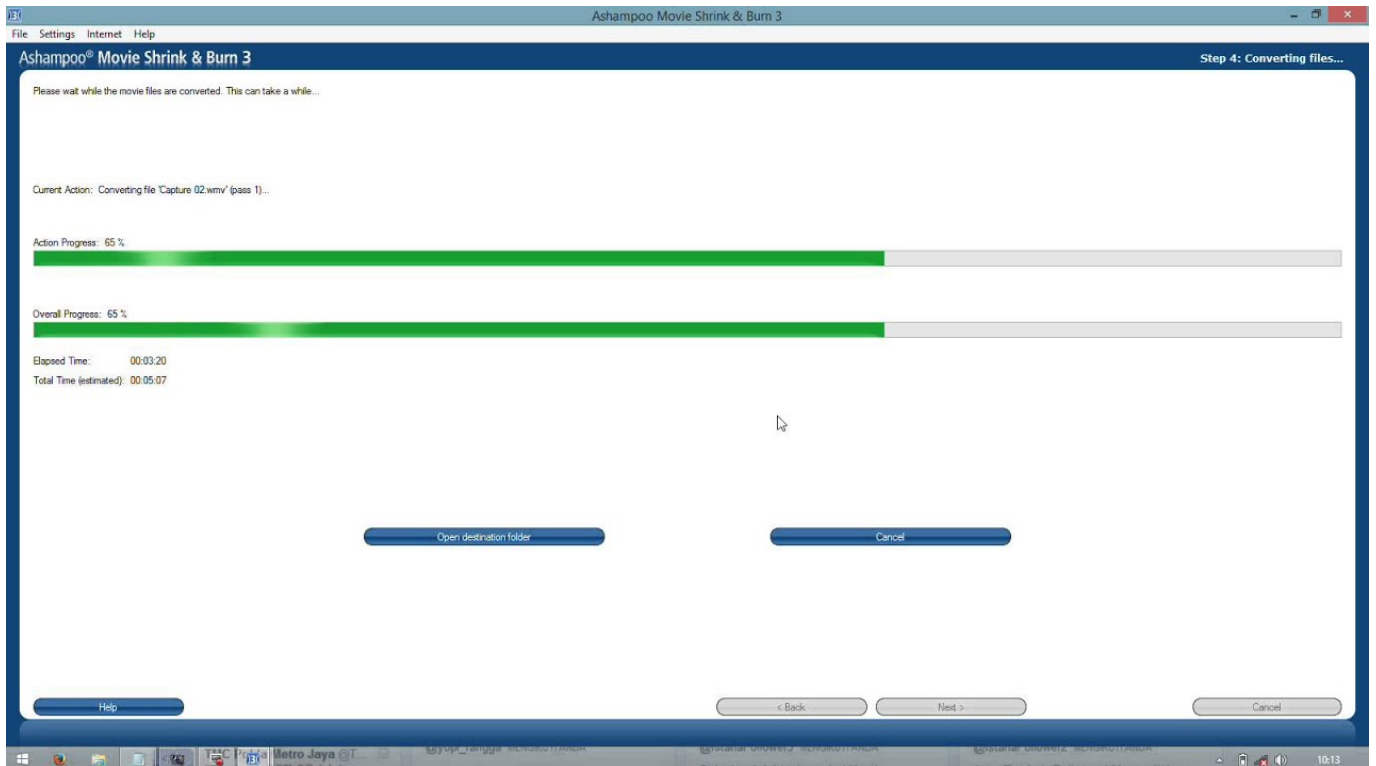 Ashampoo Movie Shrink & Burn 3
File Settings Internet Help
Ashampoo® Movie Shrink & Burn 3
Step 4: Converting files...
Please wait while the movie files are converted. This can take a while...
Current Action: Converting file 'Capture 02.wmv' (pass 1)...
Action Progress: 65 %
Overall Progress: 65 %
Elapsed Time: 00:03:20
Total Time (estimated): 00:05:07
Open destination folder
Cancel
Help
< Back
Next >
Cancel
TMC Metro Jaya @T...
10:13